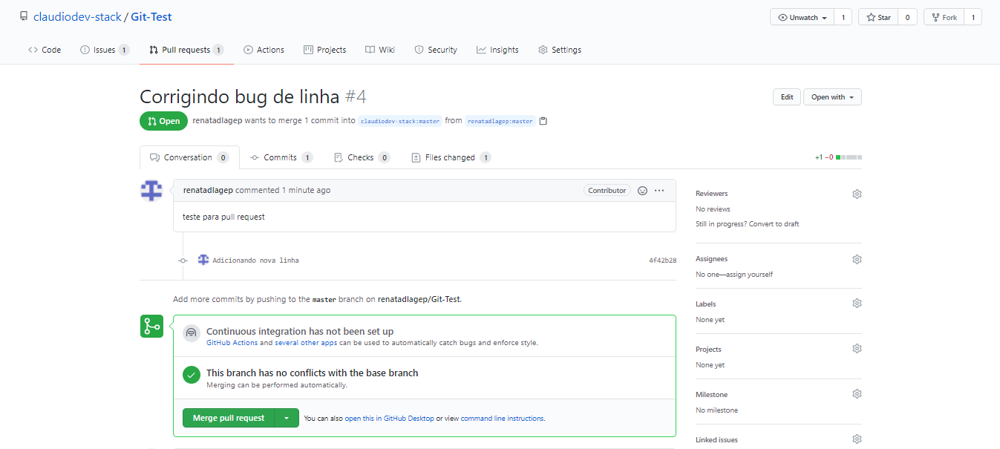 claudiodev-stack / Git-Test
Unwatch 1 Star 0 Fork 1
Code Issues 1 Pull requests 1 Actions Projects Wiki Security Insights Settings
Corrigindo bug de linha #4
Edit Open with
Open renatadlagep wants to merge 1 commit into claudiodev-stack:master from renatadlagep:master
Conversation 0 Commits 1 Checks 0 Files changed 1 +1 −0
renatadlagep commented 1 minute ago Contributor
teste para pull request
Adicionando nova linha 4f42b28
Add more commits by pushing to the master branch on renatadlagep/Git-Test.
Continuous integration has not been set up
GitHub Actions and several other apps can be used to automatically catch bugs and enforce style.
This branch has no conflicts with the base branch
Merging can be performed automatically.
Merge pull request You can also open this in GitHub Desktop or view command line instructions.
Reviewers
No reviews
Still in progress? Convert to draft
Assignees
No one—assign yourself
Labels
None yet
Projects
None yet
Milestone
No milestone
Linked issues